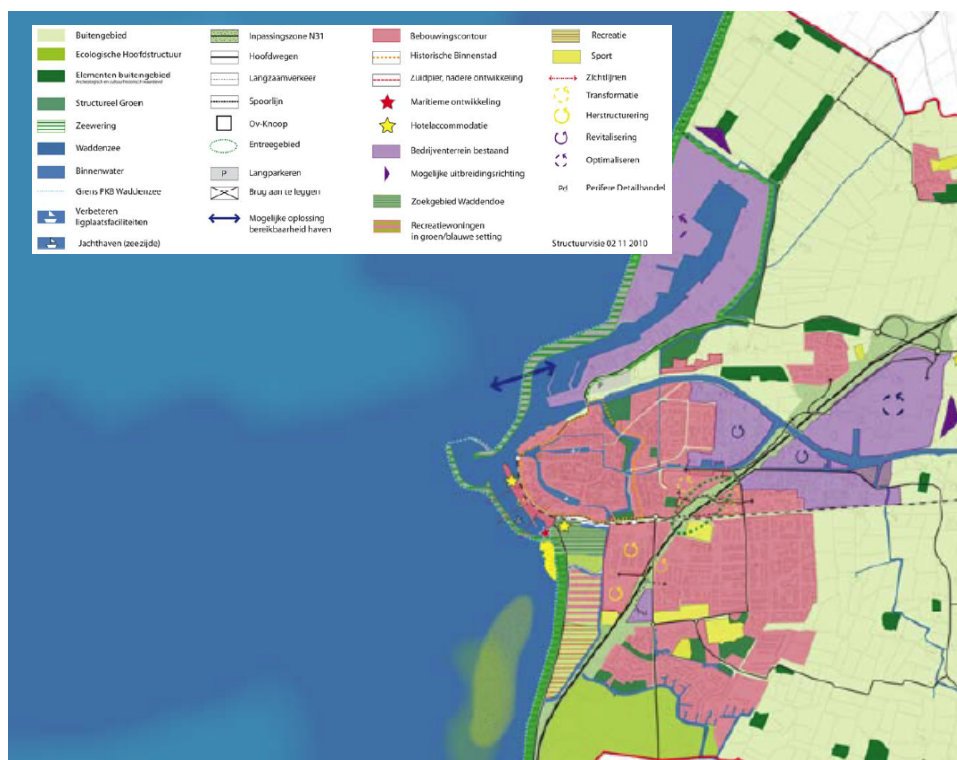 Buitengebied
Ecologische Hoofdstructuur
Elementen buitengebied
Structureel Groen
Zeewering
Waddenzee
Binnenwater
Grens PKB Waddenzee
Verbeteren
ligplaatsfaciliteiten
Jachthaven (zeezijde)
Inpassingszone N31
Hoofdwegen
Langzaamverkeer
Spoorlijn
Ov-Knoop
Entreegebied
P Langparkeren
Brug aan te leggen
Mogelijke oplossing
bereikbaarheid haven
Bebouwingscontour
Historische Binnenstad
Zuidpier, nadere ontwikkeling
Maritieme ontwikkeling
Hotelaccommodatie
Bedrijventerrein bestaand
Mogelijke uitbreidingsrichting
Zoekgebied Waddendoe
Recreatiewoningen
in groen/blauwe setting
Recreatie
Sport
Zichtlijnen
Transformatie
Herstructurering
Revitalisering
Optimaliseren
Pd Perifere Detailhandel
Structuurvisie 02 11 2010